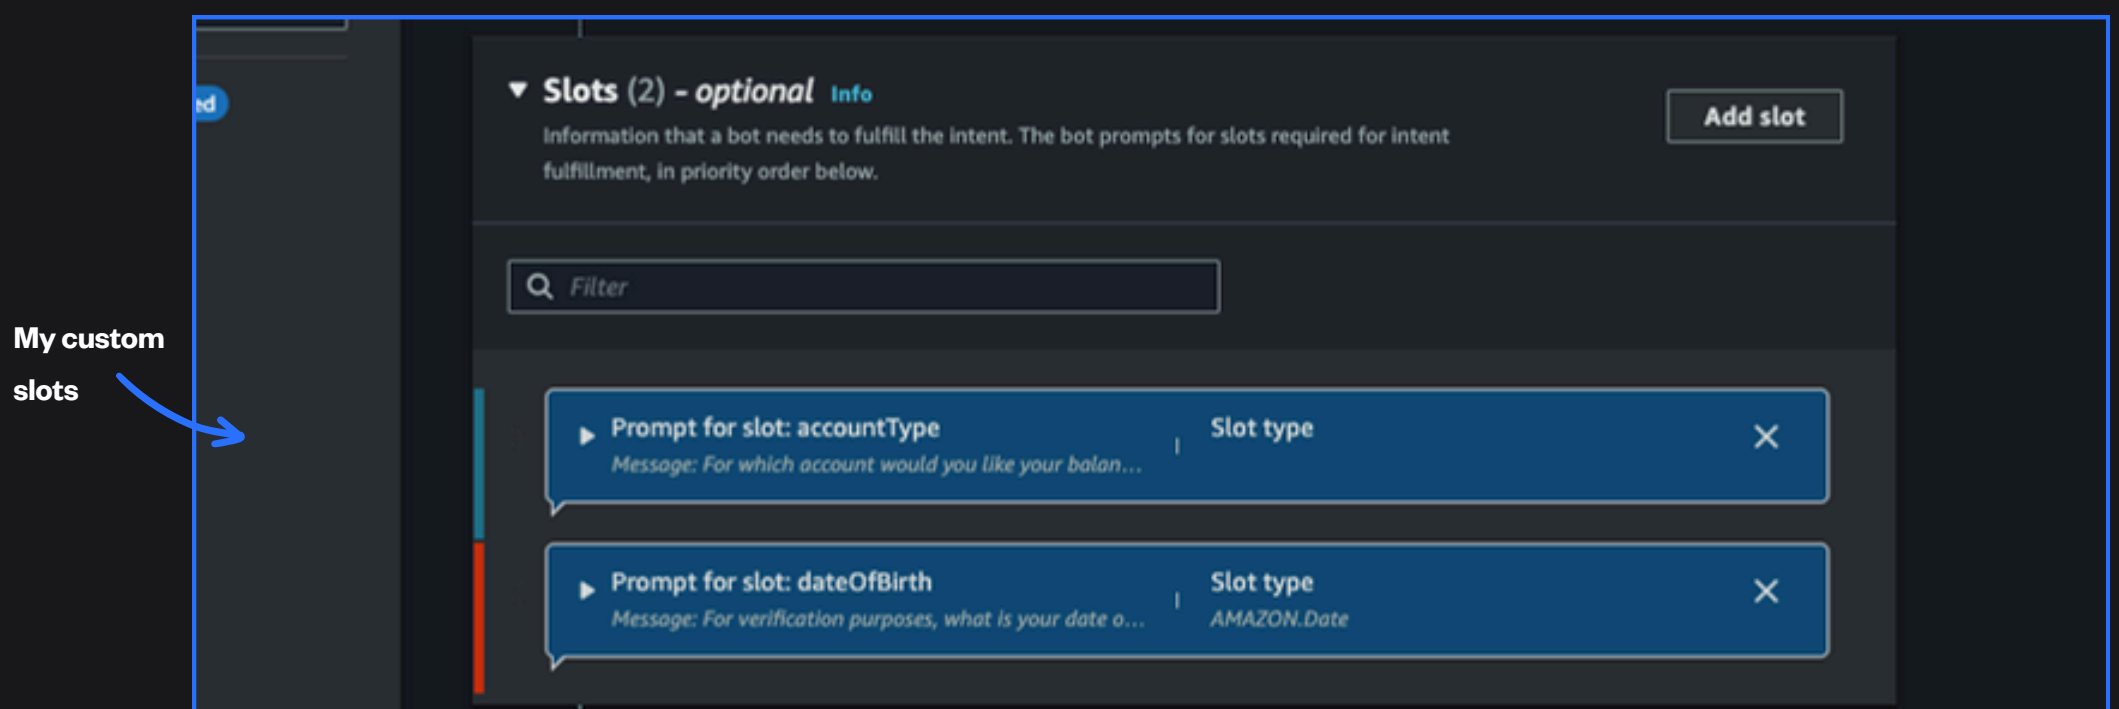 Slots (2) - optional Info
Information that a bot needs to fulfill the intent. The bot prompts for slots required for intent
fulfillment, in priority order below.
Add slot
ed
Filter
My custom
slots
Prompt for slot: accountType
Message: For which account would you like your balan...
Slot type
Prompt for slot: dateOfBirth
Message: For verification purposes, what is your date o...
Slot type
AMAZON.Date